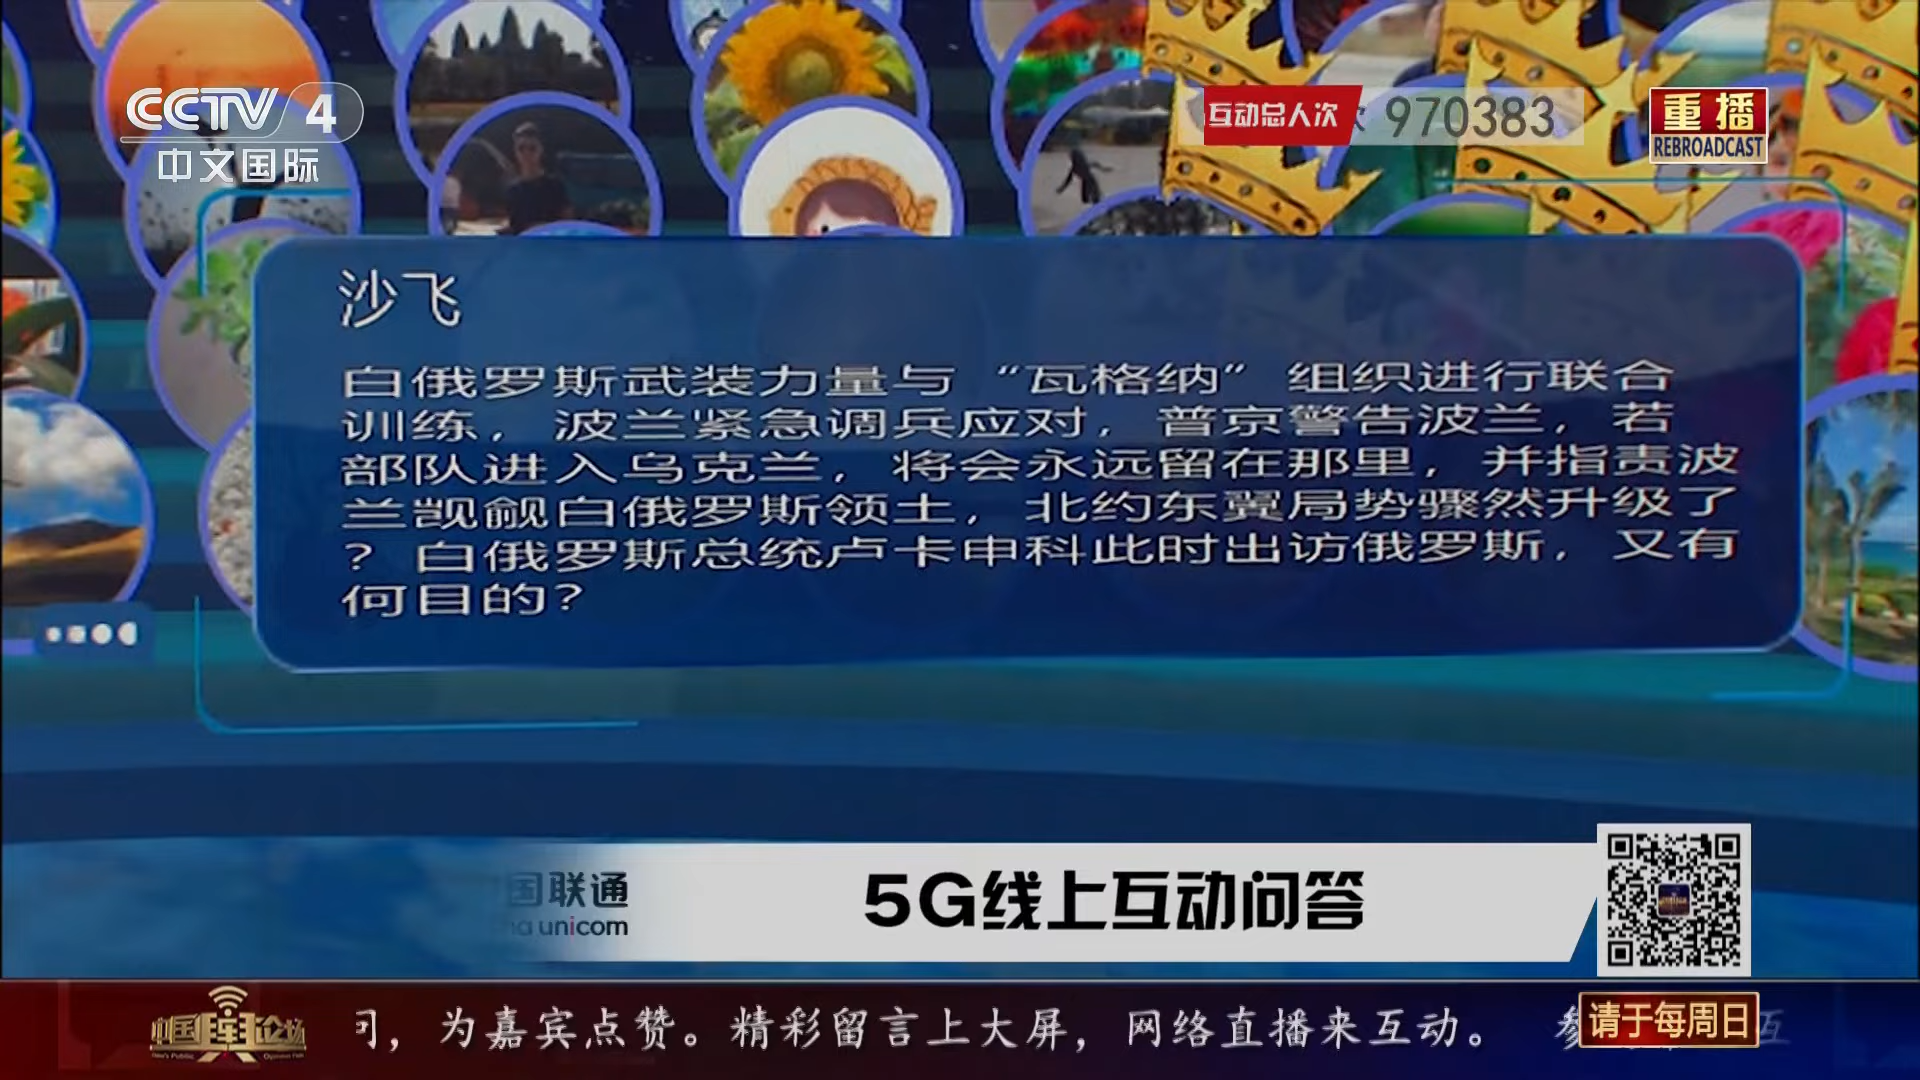 CCTV 4
中文国际
互动总人次 970383
重播
REBROADCAST
沙飞
白俄罗斯武装力量与“瓦格纳”组织进行联合
训练，波兰紧急调兵应对，普京警告波兰，若
部队进入乌克兰，将会永远留在那里，并指责波
兰觊觎白俄罗斯领土，北约东翼局势骤然升级了
？白俄罗斯总统卢卡申科此时出访俄罗斯，又有
何目的？
国联通
na unicom
5G线上互动问答
中国舆论场
，为嘉宾点赞。精彩留言上大屏，网络直播来互动。
请于每周日